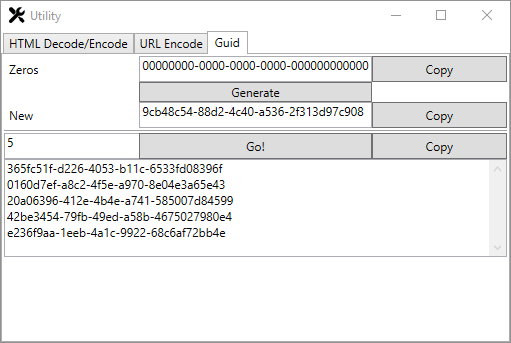 Utility
HTML Decode/Encode URL Encode Guid
Zeros 00000000-0000-0000-0000-000000000000 Copy
Generate
New 9cb48c54-88d2-4c40-a536-2f313d97c908 Copy
5 Go! Copy
365fc51f-d226-4053-b11c-6533fd08396f
0160d7ef-a8c2-4f5e-a970-8e04e3a65e43
20a06396-412e-4b4e-a741-585007d84599
42be3454-79fb-49ed-a58b-4675027980e4
e236f9aa-1eeb-4a1c-9922-68c6af72bb4e